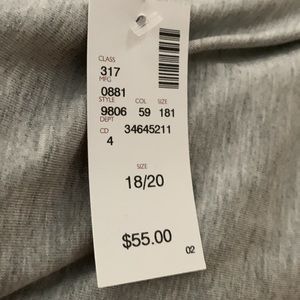 CLASS
317
MFG
0881
STYLE COL SIZE
9806 59 181
DEPT
CD 34645211
4
SIZE
18/20
$55.00
02